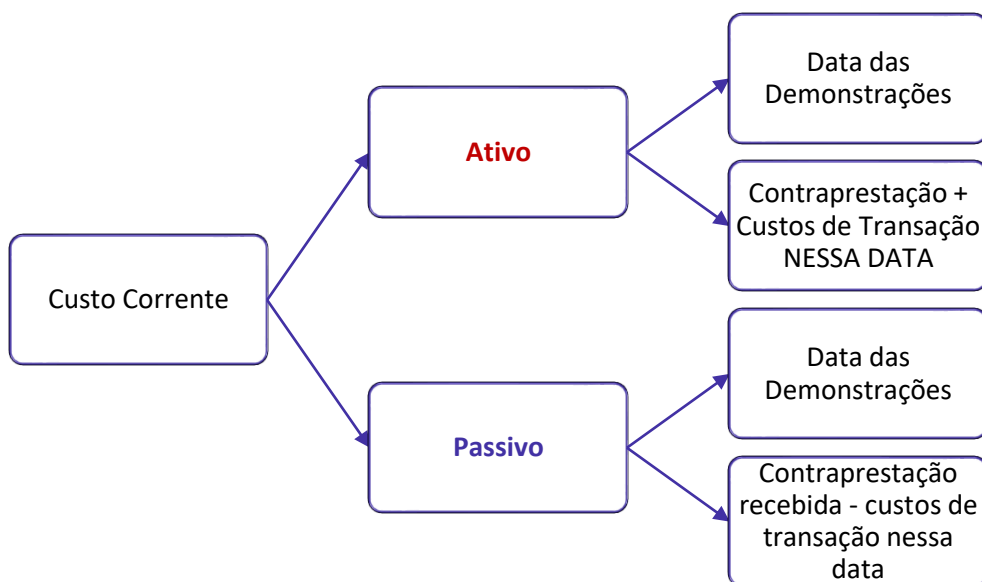 Custo Corrente
Ativo
Data das
Demonstrações
Contraprestação +
Custos de Transação
NESSA DATA
Passivo
Data das
Demonstrações
Contraprestação
recebida - custos de
transação nessa
data